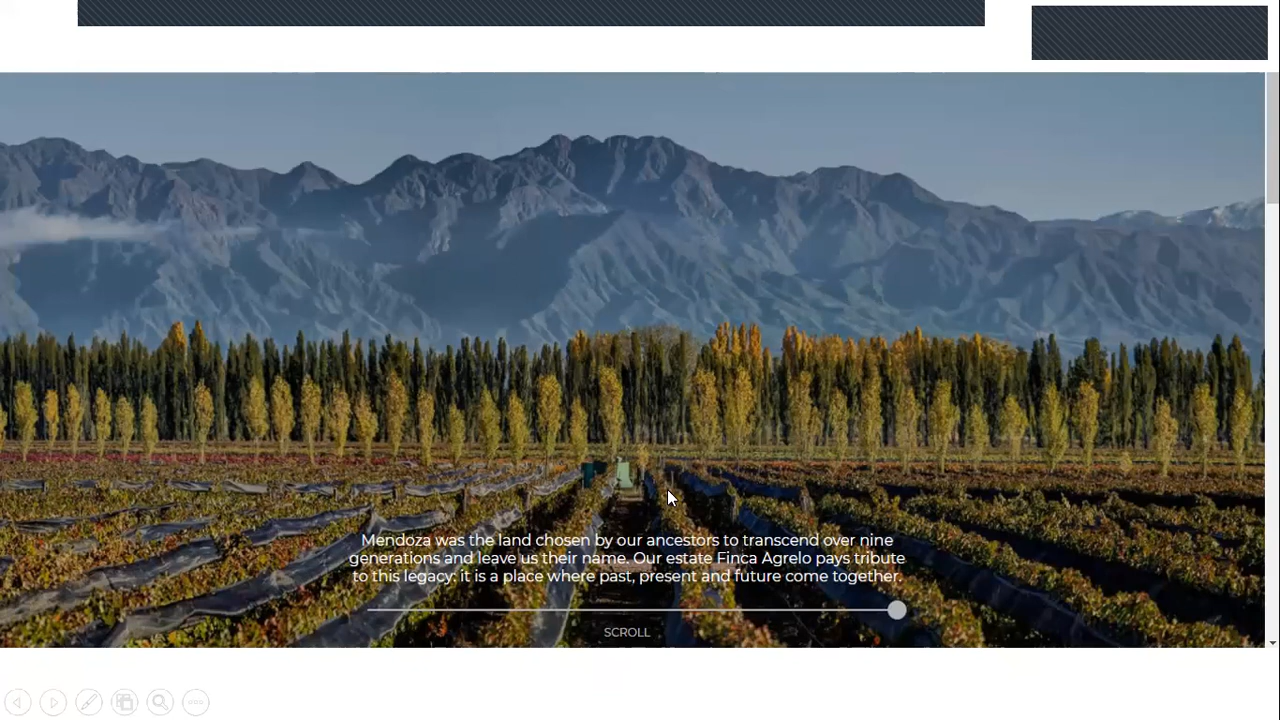 Mendoza was the land chosen by our ancestors to transcend over nine
generations and leave us their name. Our estate Finca Agrelo pays tribute
to this legacy: it is a place where past, present and future come together.
SCROLL